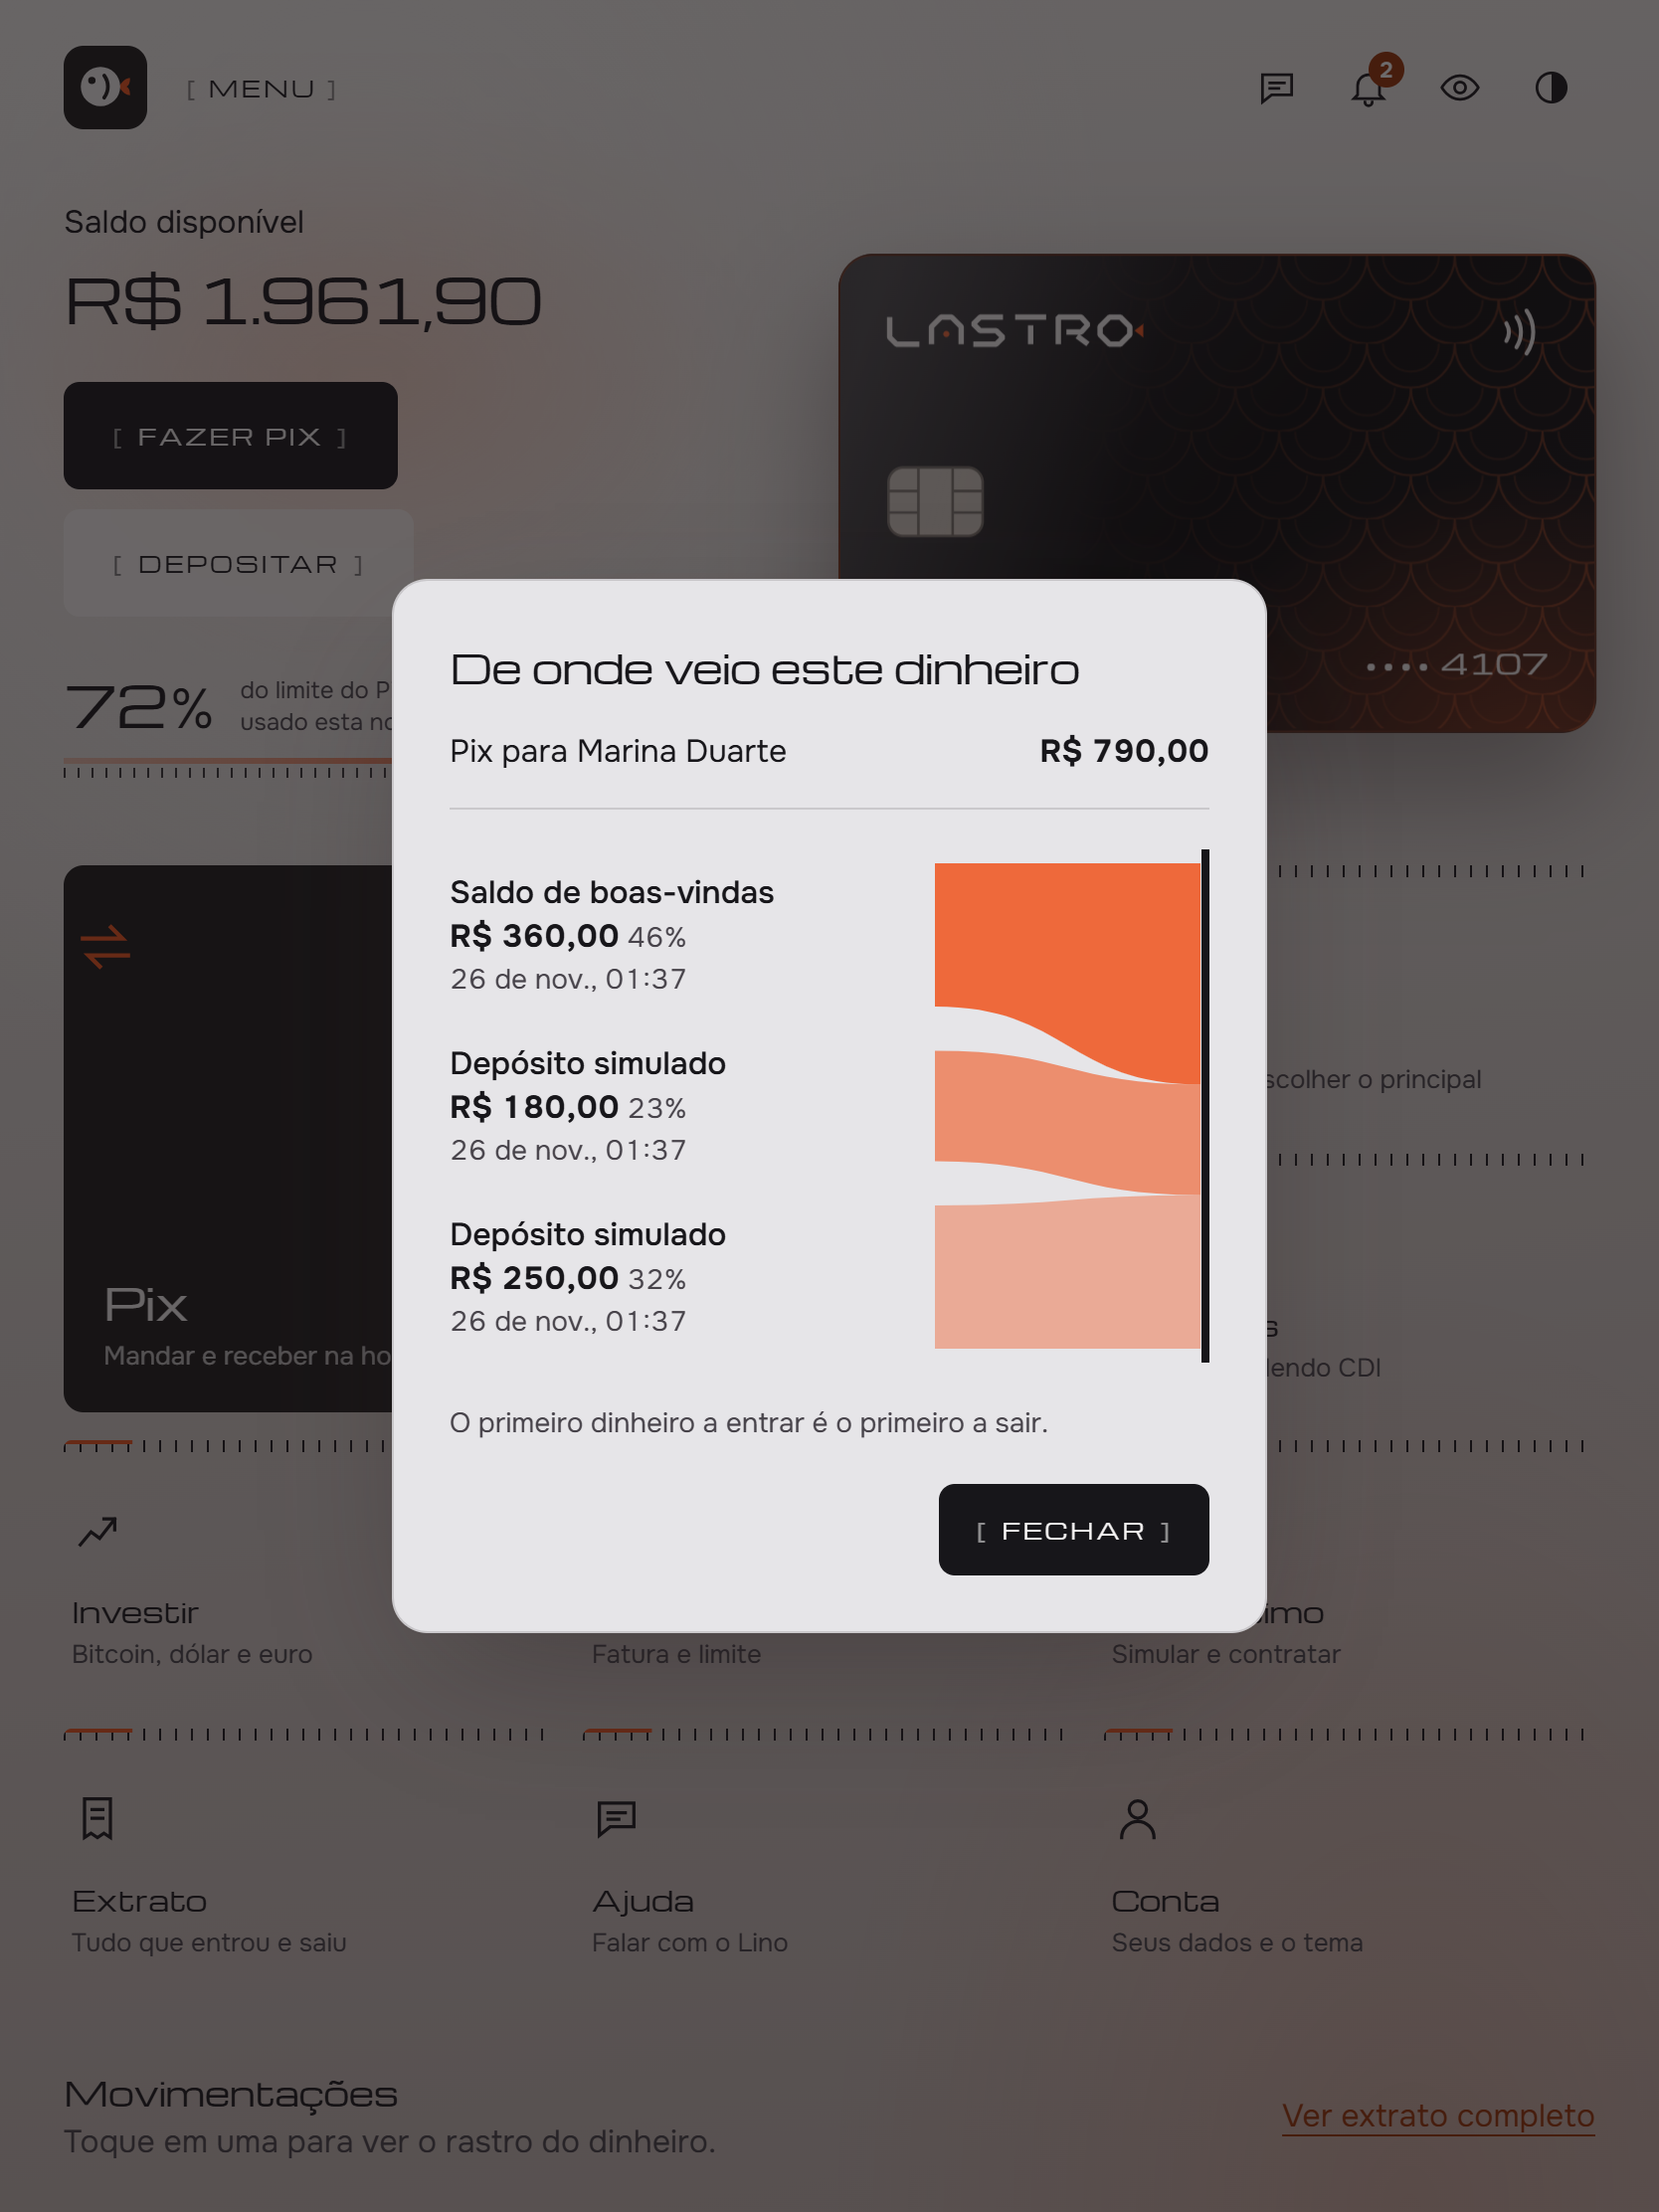 [ MENU ]
2
Saldo disponível
R$ 1.961,90
[ FAZER PIX ]
[ DEPOSITAR ]
72%
do limite do P
usado esta no
LASTRO
•••• 4107
De onde veio este dinheiro
Pix para Marina Duarte R$ 790,00
Saldo de boas-vindas
R$ 360,00 46%
26 de nov., 01:37
Depósito simulado
R$ 180,00 23%
26 de nov., 01:37
Depósito simulado
R$ 250,00 32%
26 de nov., 01:37
O primeiro dinheiro a entrar é o primeiro a sair.
[ FECHAR ]
scolher o principal
s
endo CDI
Pix
Mandar e receber na ho
Investir
Bitcoin, dólar e euro
Fatura e limite
imo
Simular e contratar
Extrato
Tudo que entrou e saiu
Ajuda
Falar com o Lino
Conta
Seus dados e o tema
Movimentações
Toque em uma para ver o rastro do dinheiro.
Ver extrato completo